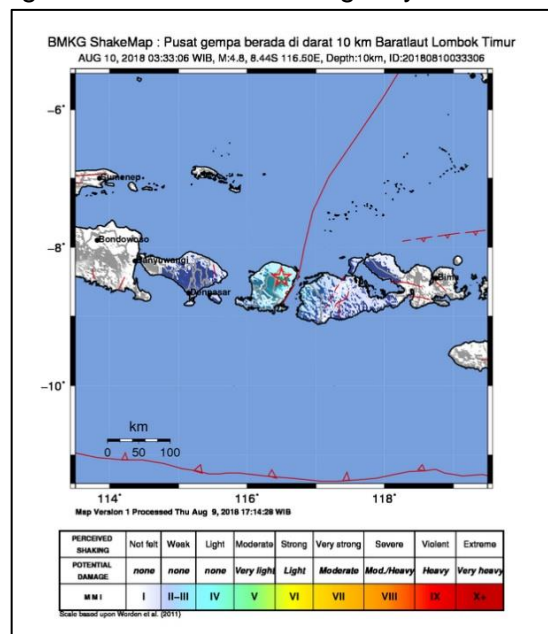 BMKG ShakeMap : Pusat gempa berada di darat 10 km Baratlaut Lombok Timur
AUG 10, 2018 03:33:06 WIB, M:4.8, 8.44S 116.50E, Depth:10km, ID:20180810033306
−6°
Sumenep
Bondowoso
Banyuwangi
−8°
Bima
Denpasar
−10°
km
0 50 100
114° 116° 118°
Map Version 1 Processed Thu Aug 9, 2018 17:14:28 WIB
PERCEIVED SHAKING Not felt Weak Light Moderate Strong Very strong Severe Violent Extreme
POTENTIAL DAMAGE none none none Very light Light Moderate Mod./Heavy Heavy Very heavy
MMI I II–III IV V VI VII VIII IX X+
Scale based upon Worden et al. (2011)